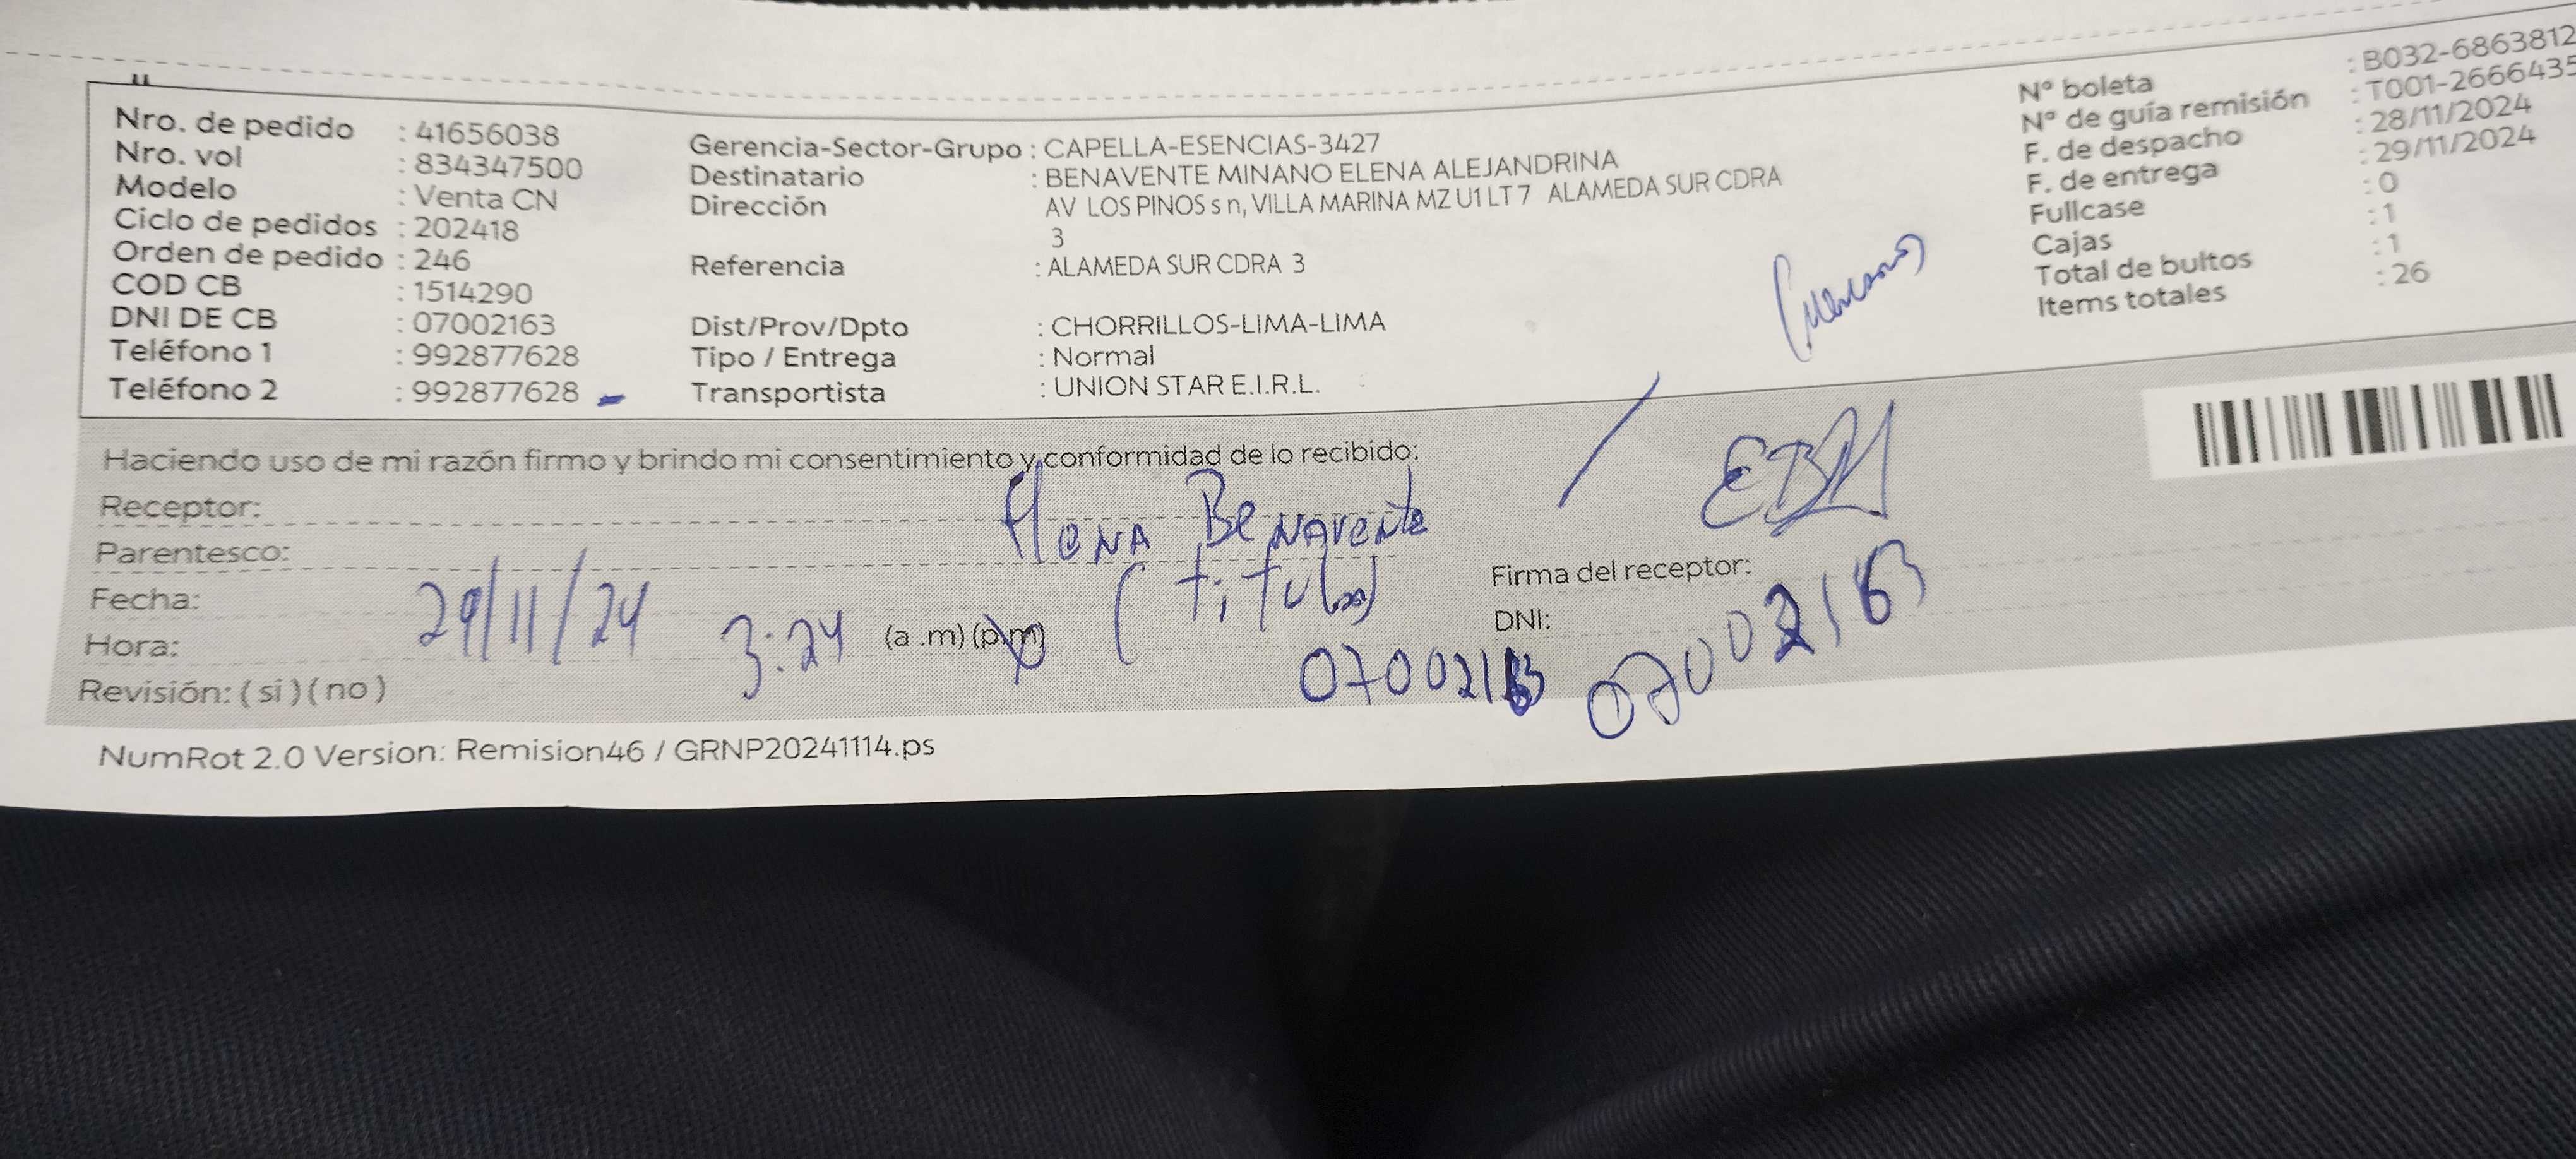 Nro. de pedido : 41656038
Nro. vol : 834347500
Modelo : Venta CN
Ciclo de pedidos : 202418
Orden de pedido : 246
COD CB : 1514290
DNI DE CB : 07002163
Teléfono 1 : 992877628
Teléfono 2 : 992877628
Gerencia-Sector-Grupo : CAPELLA-ESENCIAS-3427
Destinatario : BENAVENTE MINANO ELENA ALEJANDRINA
Dirección AV LOS PINOS s n, VILLA MARINA MZ U1 LT 7 ALAMEDA SUR CDRA
3
Referencia : ALAMEDA SUR CDRA 3
Dist/Prov/Dpto : CHORRILLOS-LIMA-LIMA
Tipo / Entrega : Normal
Transportista : UNION STAR E.I.R.L.
N° boleta : B032-6863812
N° de guía remisión : T001-2666435
F. de despacho : 28/11/2024
F. de entrega : 29/11/2024
Fullcase : 0
Cajas : 1
Total de bultos : 1
Items totales : 26
Haciendo uso de mi razón firmo y brindo mi consentimiento y conformidad de lo recibido:
Receptor: Benavente
Parentesco: (titular)
Fecha: 29/11/24
Hora: 3:24 (a .m) (p.m)
Revisión: ( si ) ( no )
07002163
EBM
Firma del receptor:
DNI: 07002163
NumRot 2.0 Version: Remision46 / GRNP20241114.ps